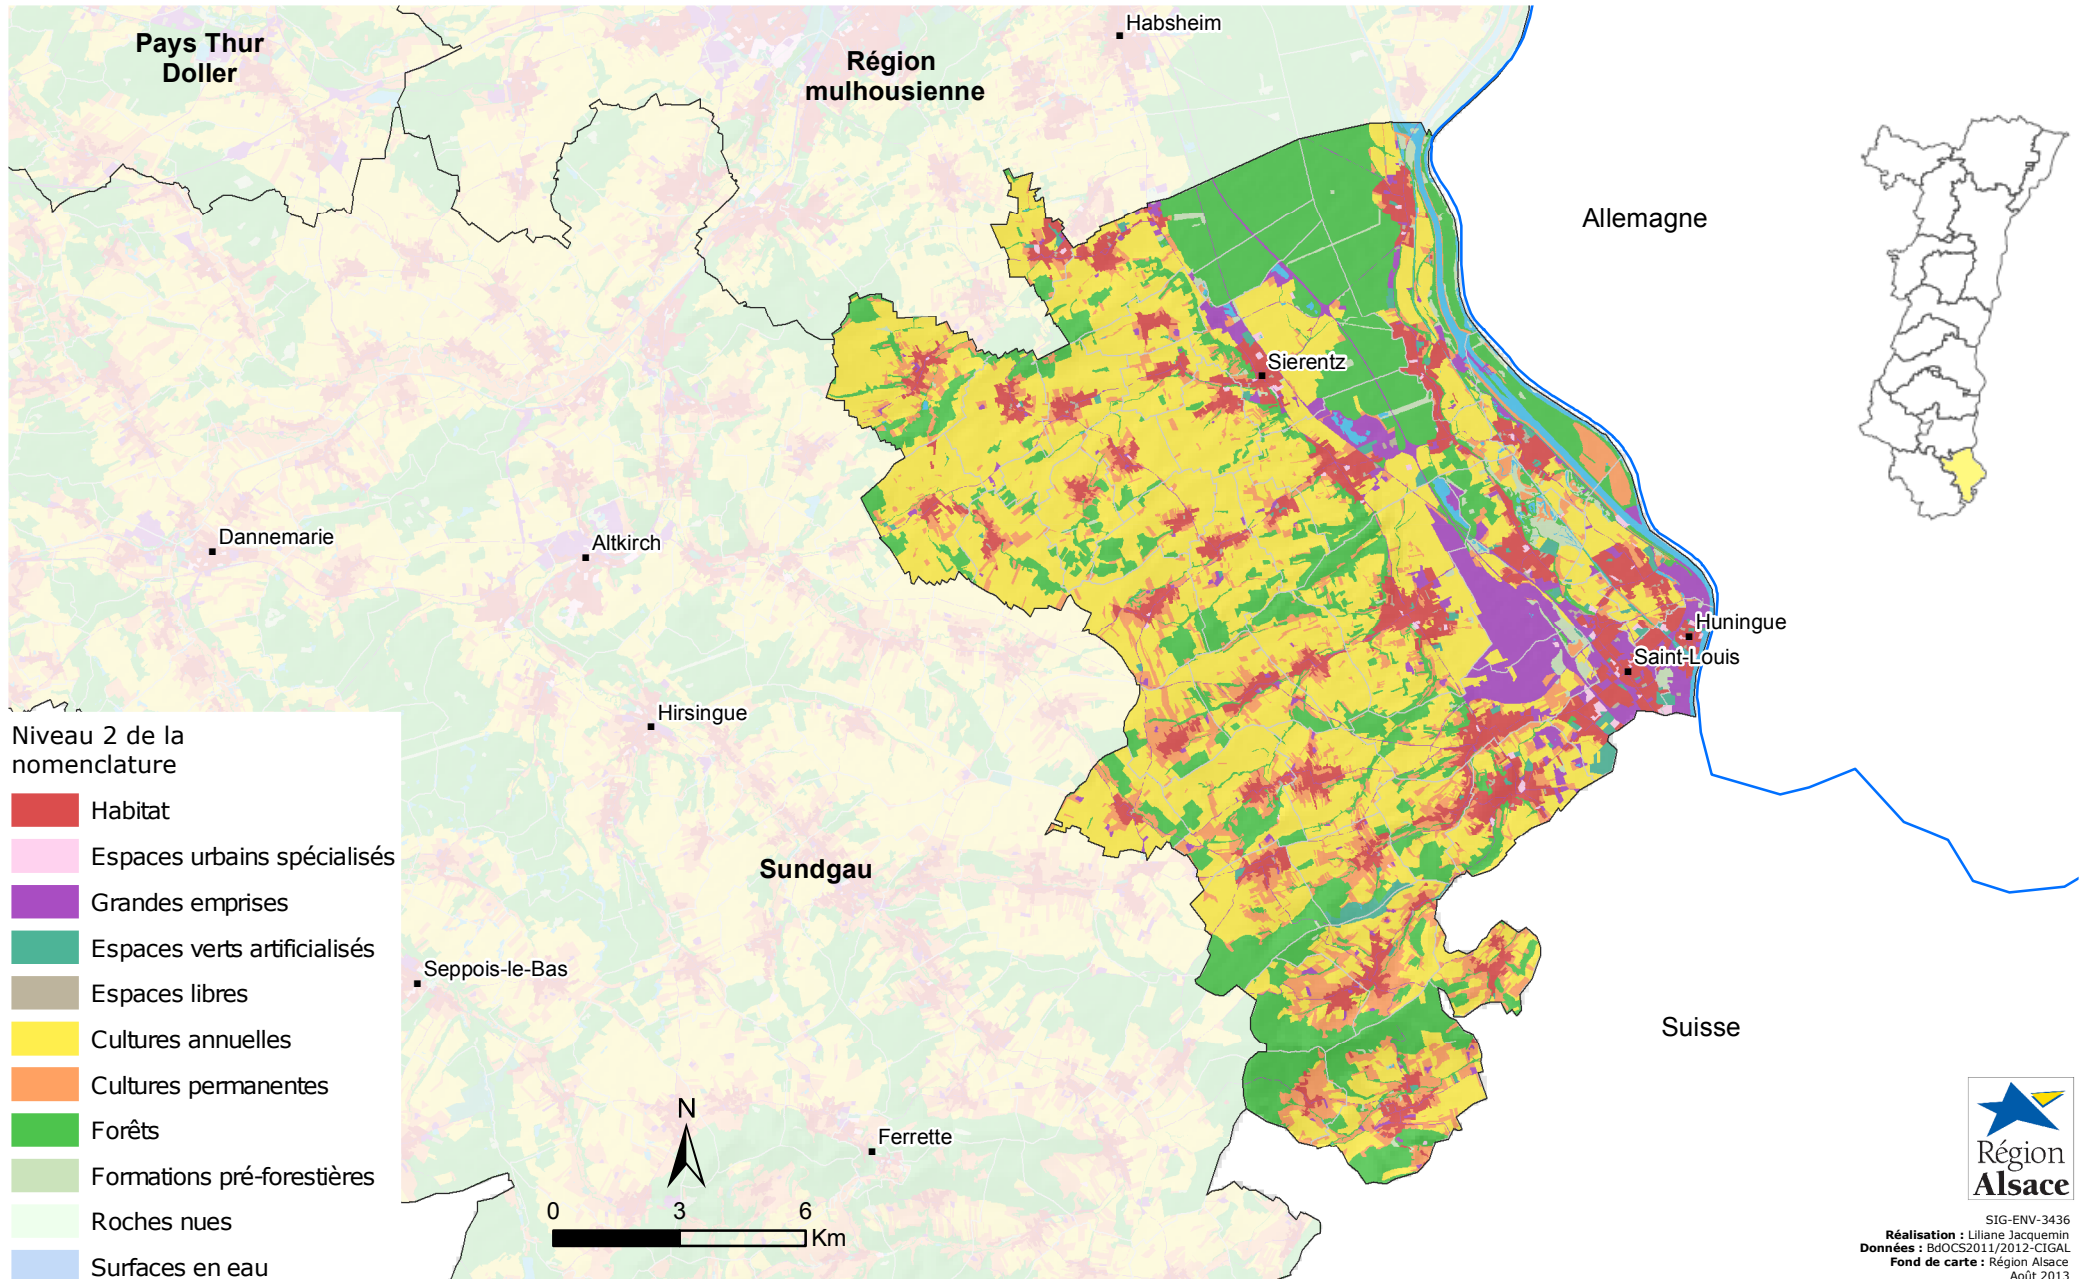 Pays Thur
Doller
Région
mulhousienne
Habsheim
Allemagne
Sierentz
Dannemarie
Altkirch
Huningue
Saint-Louis
Hirsingue
Sundgau
Seppois-le-Bas
Suisse
Ferrette
Niveau 2 de la
nomenclature
Habitat
Espaces urbains spécialisés
Grandes emprises
Espaces verts artificialisés
Espaces libres
Cultures annuelles
Cultures permanentes
Forêts
Formations pré-forestières
Roches nues
Surfaces en eau
N
0 3 6
Km
Région
Alsace
SIG-ENV-3436
Réalisation : Liliane Jacquemin
Données : BdOCS2011/2012-CIGAL
Fond de carte : Région Alsace
Août 2013